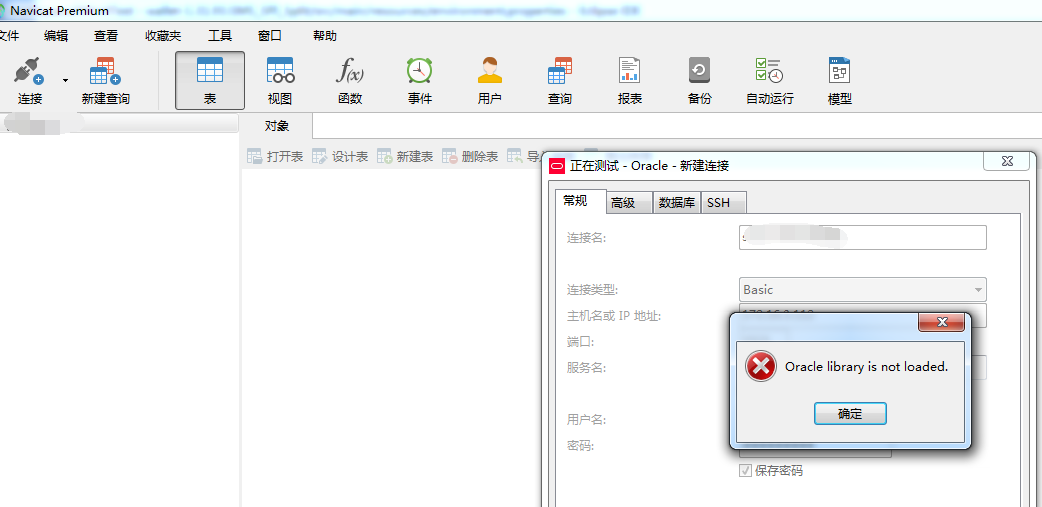 Navicat Premium
文件 编辑 查看 收藏夹 工具 窗口 帮助
连接 新建查询 表 视图 函数 事件 用户 查询 报表 备份 自动运行 模型
f(x)
对象
打开表 设计表 新建表 删除表
正在测试 - Oracle - 新建连接
常规 高级 数据库 SSH
连接名:
连接类型: Basic
主机名或 IP 地址:
端口:
服务名:
Oracle library is not loaded.
确定
用户名:
密码:
保存密码